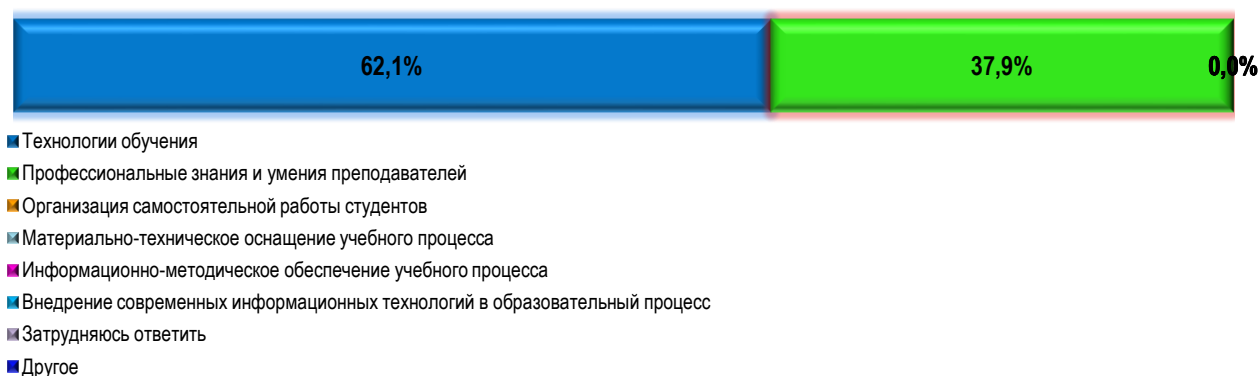 62,1% 37,9% 0,0%
Технологии обучения
Профессиональные знания и умения преподавателей
Организация самостоятельной работы студентов
Материально-техническое оснащение учебного процесса
Информационно-методическое обеспечение учебного процесса
Внедрение современных информационных технологий в образовательный процесс
Затрудняюсь ответить
Другое